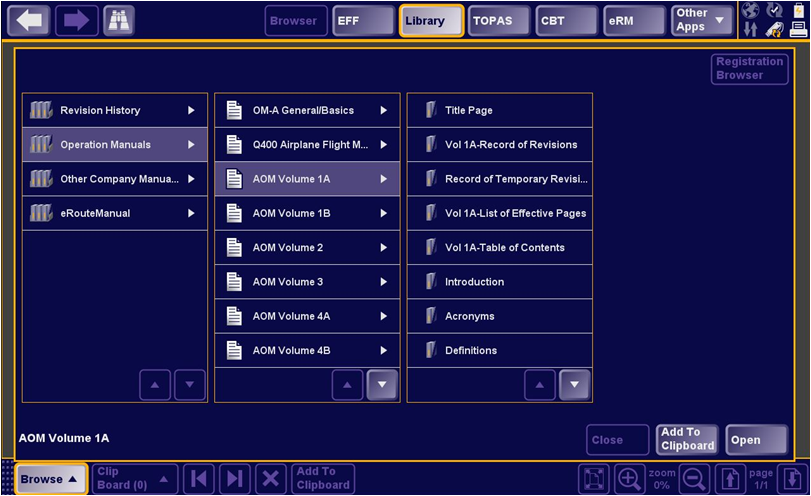 Browser
EFF
Library
TOPAS
CBT
eRM
Other
Apps
Registration
Browser
Revision History
Operation Manuals
Other Company Manua...
eRouteManual
OM-A General/Basics
Q400 Airplane Flight M...
AOM Volume 1A
AOM Volume 1B
AOM Volume 2
AOM Volume 3
AOM Volume 4A
AOM Volume 4B
Title Page
Vol 1A-Record of Revisions
Record of Temporary Revisi...
Vol 1A-List of Effective Pages
Vol 1A-Table of Contents
Introduction
Acronyms
Definitions
AOM Volume 1A
Close
Add To
Clipboard
Open
Browse
Clip
Board (0)
Add To
Clipboard
zoom
0%
page
1/1